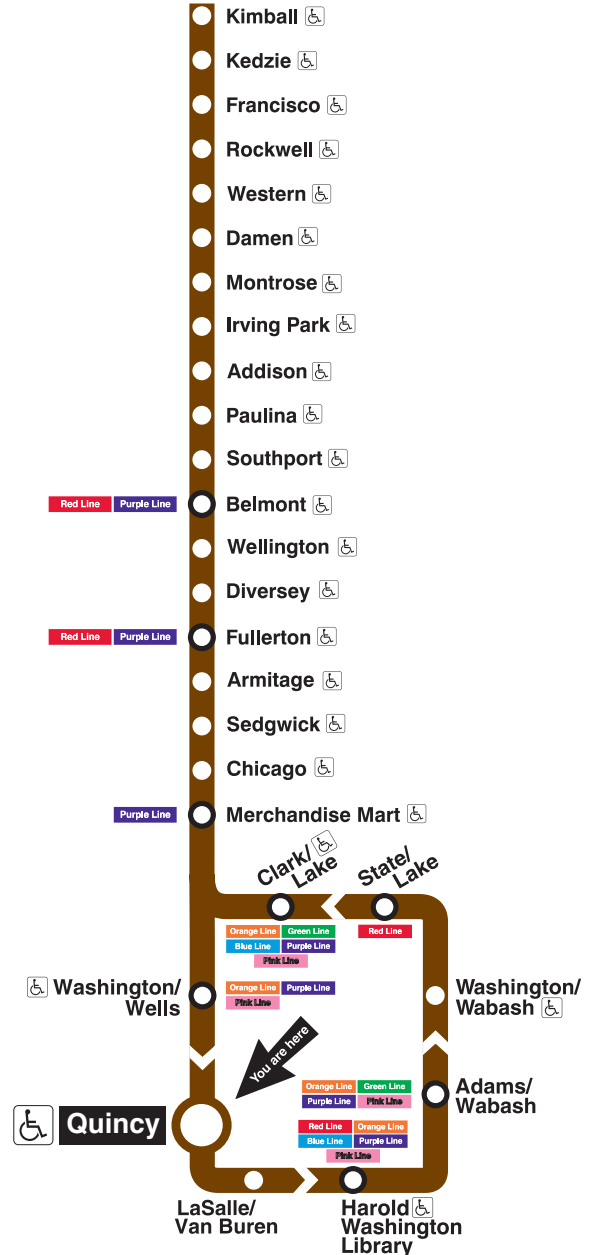 Kimball
Kedzie
Francisco
Rockwell
Western
Damen
Montrose
Irving Park
Addison
Paulina
Southport
Red Line Purple Line Belmont
Wellington
Diversey
Red Line Purple Line Fullerton
Armitage
Sedgwick
Chicago
Purple Line Merchandise Mart
Clark/
Lake
State/
Lake
Orange Line Green Line
Blue Line Purple Line
Pink Line
Red Line
Washington/
Wells
Orange Line Purple Line
Pink Line
Washington/
Wabash
You are here
Orange Line Green Line
Purple Line Pink Line
Adams/
Wabash
Quincy
Red Line Orange Line
Blue Line Purple Line
Pink Line
LaSalle/
Van Buren
Harold
Washington
Library